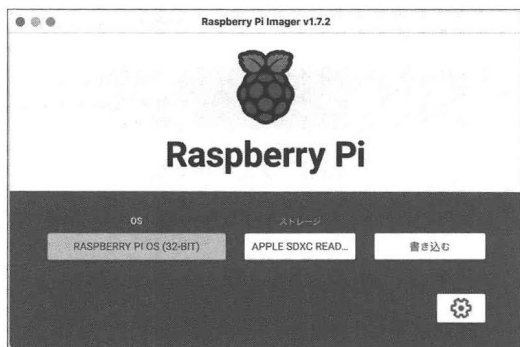 Raspberry Pi Imager v1.7.2
Raspberry Pi
OS
ストレージ
RASPBERRY PI OS (32-BIT)
APPLE SDXC READ...
書き込む